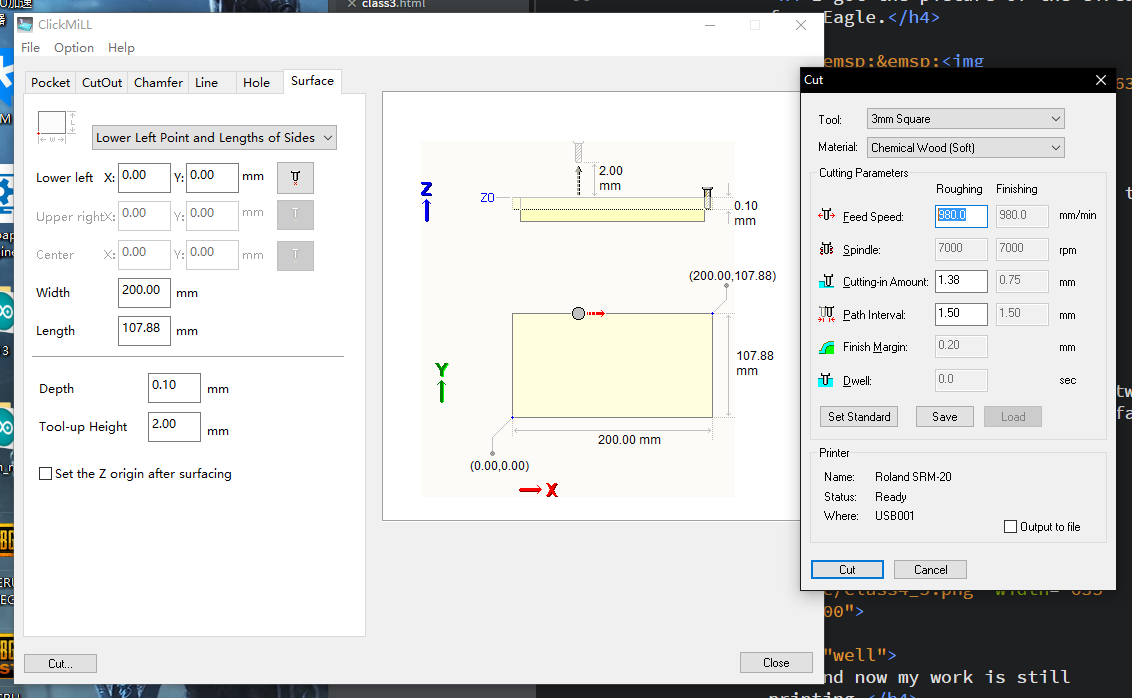 class3.html
ClickMiLL
File Option Help
Pocket CutOut Chamfer Line Hole Surface
Lower Left Point and Lengths of Sides
Lower left X: 0.00 Y: 0.00 mm
Upper right X: 0.00 Y: 0.00 mm
Center X: 0.00 Y: 0.00 mm
Width 200.00 mm
Length 107.88 mm
Depth 0.10 mm
Tool-up Height 2.00 mm
Set the Z origin after surfacing
Cut...
Close
Z
2.00
mm
Z0
0.10
mm
(200.00,107.88)
Y
107.88
mm
200.00 mm
(0.00,0.00)
X
Eagle.</h4>
emsp;&emsp;<img
Cut
Tool: 3mm Square
Material: Chemical Wood (Soft)
Cutting Parameters
Roughing Finishing
Feed Speed: 980.0 980.0 mm/min
Spindle: 7000 7000 rpm
Cutting-in Amount: 1.38 0.75 mm
Path Interval: 1.50 1.50 mm
Finish Margin: 0.20 mm
Dwell: 0.0 sec
Set Standard Save Load
Printer
Name: Roland SRM-20
Status: Ready
Where: USB001
Output to file
Cut Cancel
00">
"well">
nd now my work is still